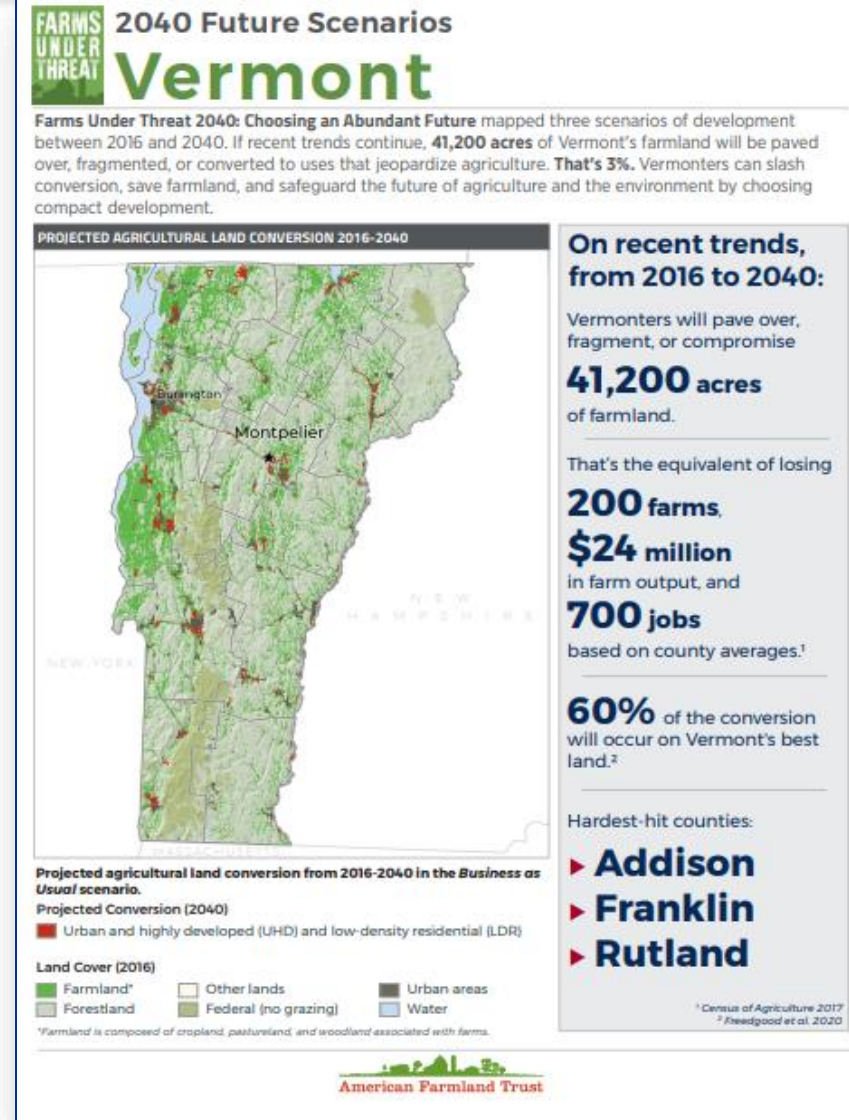 FARMS
UNDER
THREAT
2040 Future Scenarios
Vermont
Farms Under Threat 2040: Choosing an Abundant Future mapped three scenarios of development
between 2016 and 2040. If recent trends continue, 41,200 acres of Vermont's farmland will be paved
over, fragmented, or converted to uses that jeopardize agriculture. That's 3%. Vermonters can slash
conversion, save farmland, and safeguard the future of agriculture and the environment by choosing
compact development.
PROJECTED AGRICULTURAL LAND CONVERSION 2016-2040
Burlington
Montpelier
NEW
HAMPSHIRE
NEW YORK
MASSACHUSETTS
Projected agricultural land conversion from 2016-2040 in the Business as
Usual scenario.
Projected Conversion (2040)
Urban and highly developed (UHD) and low-density residential (LDR)
Land Cover (2016)
Farmland*
Other lands
Urban areas
Forestland
Federal (no grazing)
Water
*Farmland is composed of cropland, pastureland, and woodland associated with farms.
On recent trends,
from 2016 to 2040:
Vermonters will pave over,
fragment, or compromise
41,200 acres
of farmland.
That's the equivalent of losing
200 farms,
$24 million
in farm output, and
700 jobs
based on county averages.¹
60% of the conversion
will occur on Vermont's best
land.²
Hardest-hit counties:
Addison
Franklin
Rutland
¹ Census of Agriculture 2017
² Freedgood et al. 2020
American Farmland Trust